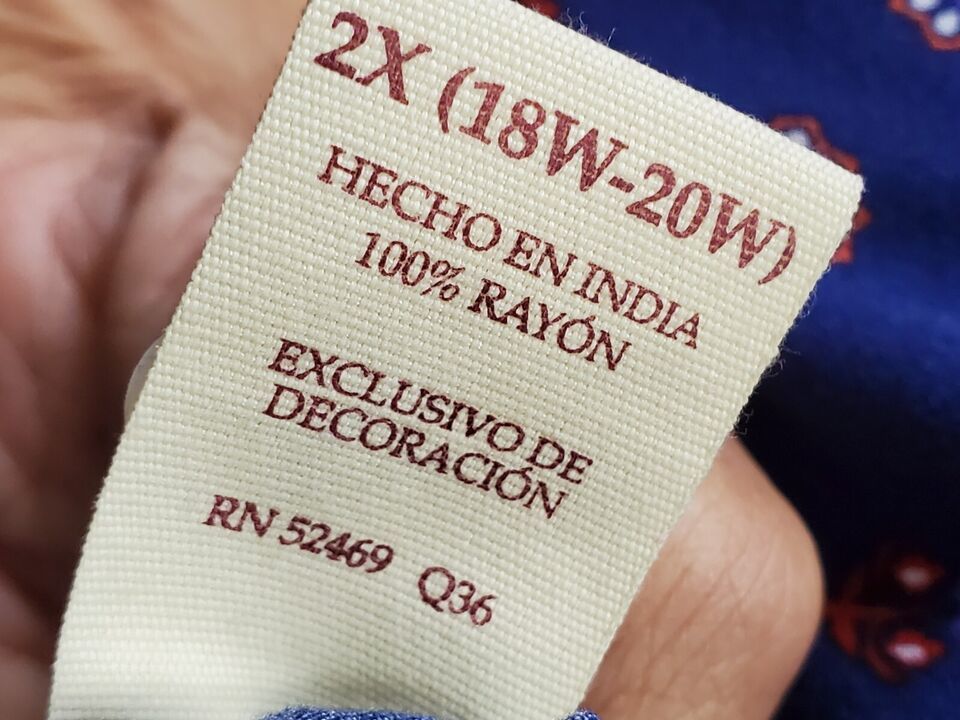 2X (18W-20W)
HECHO EN INDIA
100% RAYÓN
EXCLUSIVO DE
DECORACIÓN
RN 52469 Q36